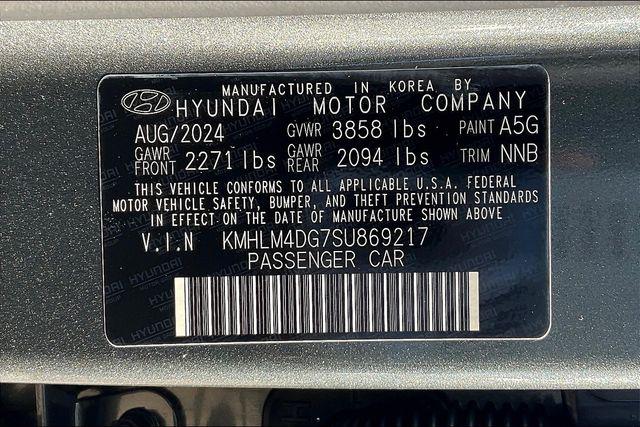 MANUFACTURED IN KOREA BY
HYUNDAI MOTOR COMPANY
AUG/2024 GVWR 3858 lbs PAINT A5G
GAWR FRONT 2271 lbs GAWR REAR 2094 lbs TRIM NNB
THIS VEHICLE CONFORMS TO ALL APPLICABLE U.S.A. FEDERAL
MOTOR VEHICLE SAFETY, BUMPER, AND THEFT PREVENTION STANDARDS
IN EFFECT ON THE DATE OF MANUFACTURE SHOWN ABOVE
V.I.N KMHLM4DG7SU869217
PASSENGER CAR